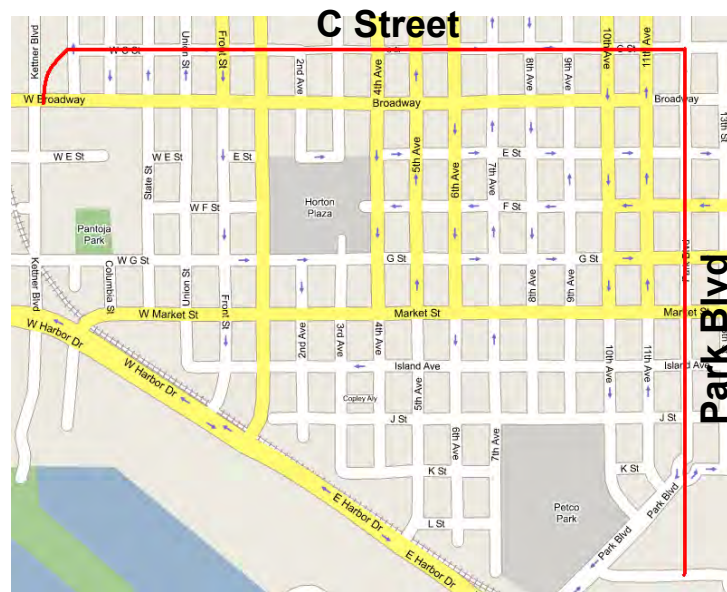 C Street
Kettner Blvd
W C St
Union St
Front St
2nd Ave
4th Ave
8th Ave
9th Ave
10th Ave
11th Ave
W Broadway
Broadway
Broadway
13th St
W E St
W E St
E St
E St
State St
5th Ave
6th Ave
7th Ave
W F St
Horton
Plaza
F St
Pantoja
Park
Park Blvd
W G St
G St
G St
Kettner Blvd
Columbia St
Union St
Front St
8th Ave
9th Ave
W Market St
Market St
Market St
W Harbor Dr
2nd Ave
3rd Ave
4th Ave
10th Ave
11th Ave
W Harbor Dr
Island Ave
Island Ave
Park Blvd
Copley Aly
5th Ave
J St
J St
6th Ave
7th Ave
K St
K St
E Harbor Dr
Park Blvd
Petco
Park
L St
Park Blvd
E Harbor Dr